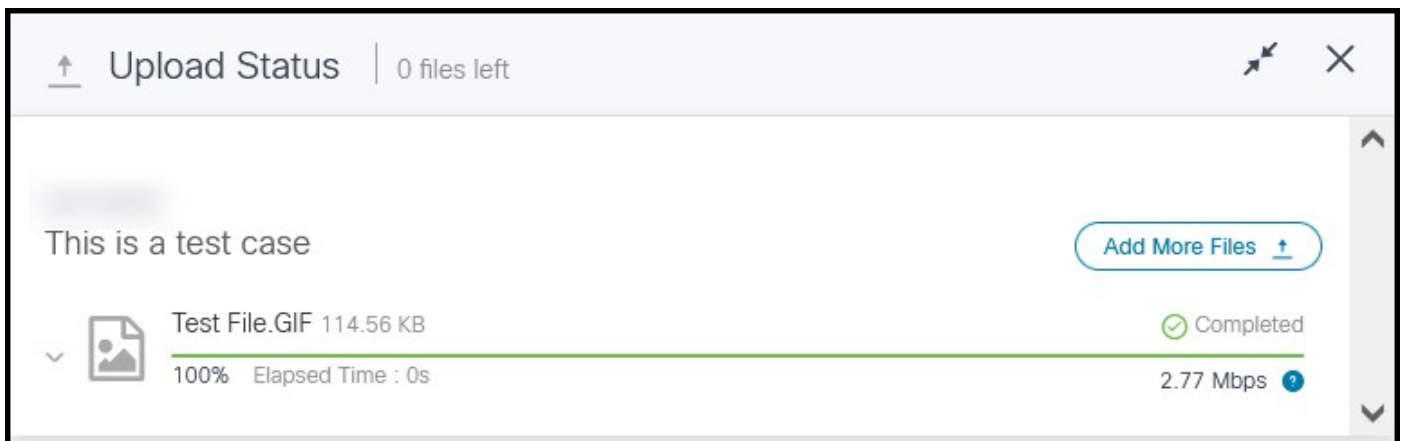 Upload Status 0 files left
This is a test case
Add More Files
Test File.GIF 114.56 KB
Completed
100% Elapsed Time : 0s
2.77 Mbps ?